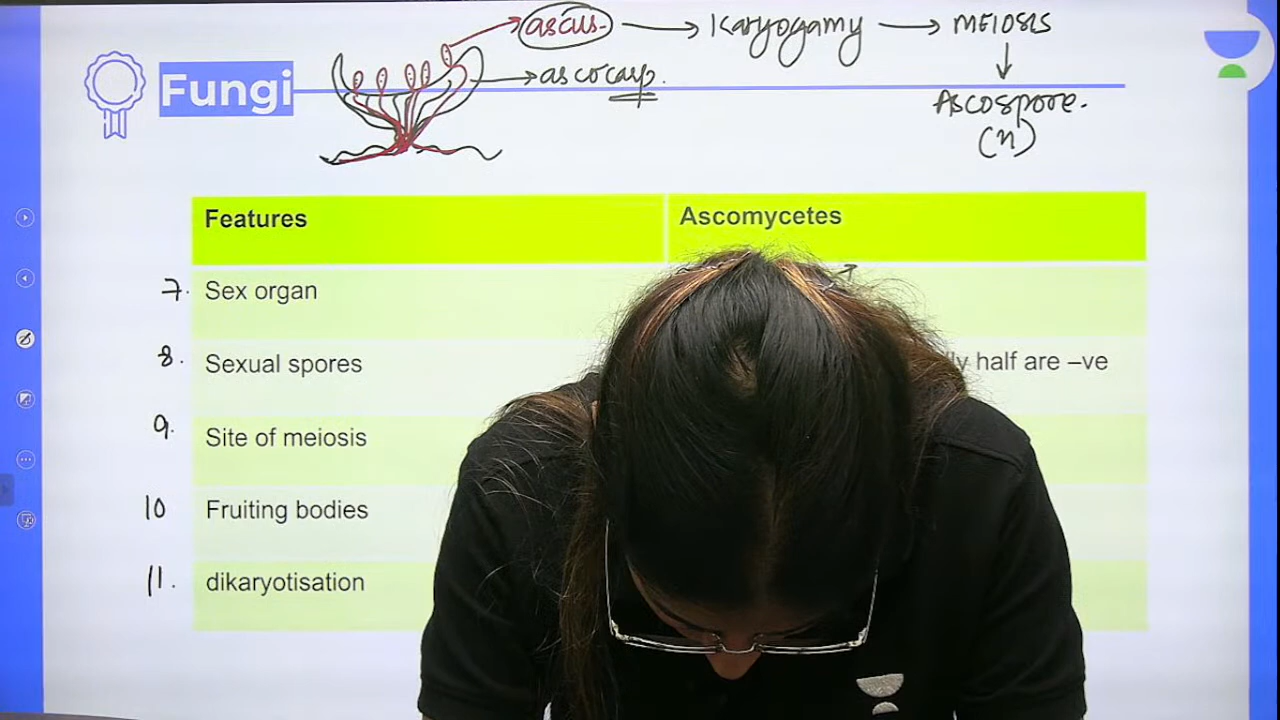 ascus. → Karyogamy → MEIOSIS
Fungi
→ ascocarp.
↓
Ascospore.
(n)
Features Ascomycetes
7. Sex organ
8. Sexual spores half are –ve
9. Site of meiosis
10 Fruiting bodies
11. dikaryotisation